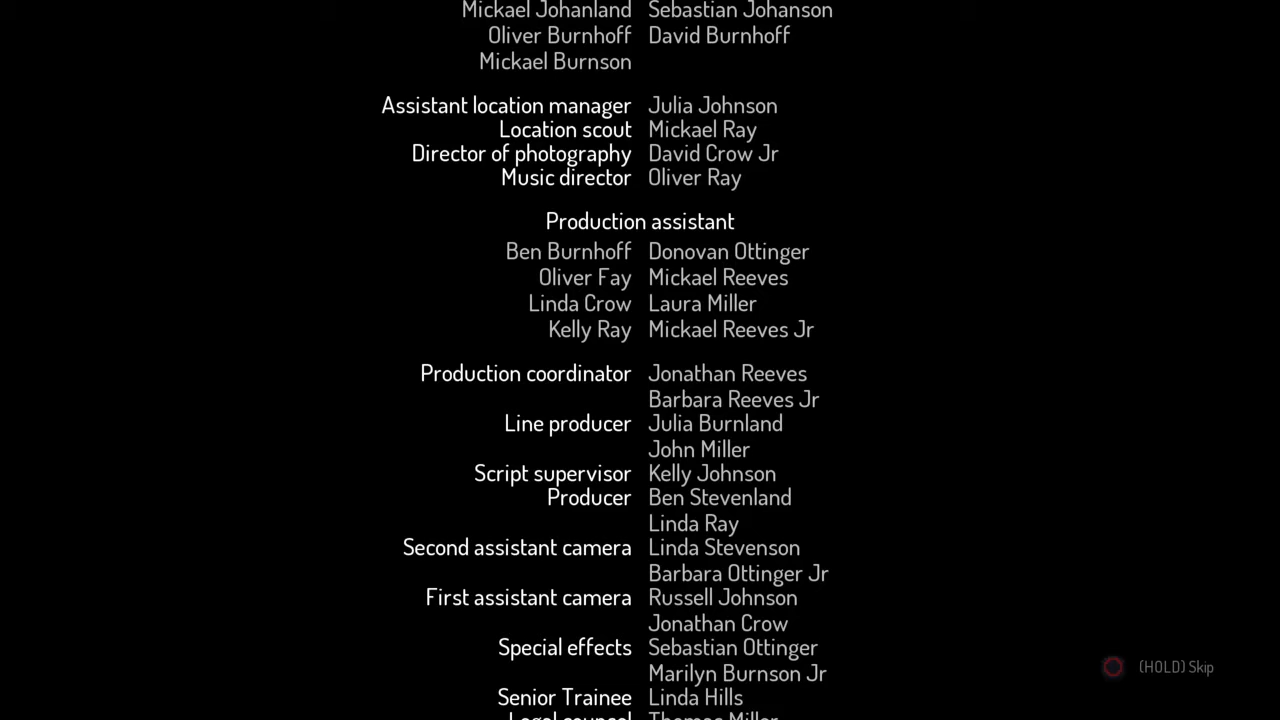 Mickael Johanland Sebastian Johanson
Oliver Burnhoff David Burnhoff
Mickael Burnson
Assistant location manager Julia Johnson
Location scout Mickael Ray
Director of photography David Crow Jr
Music director Oliver Ray
Production assistant
Ben Burnhoff Donovan Ottinger
Oliver Fay Mickael Reeves
Linda Crow Laura Miller
Kelly Ray Mickael Reeves Jr
Production coordinator Jonathan Reeves
Barbara Reeves Jr
Line producer Julia Burnland
John Miller
Script supervisor Kelly Johnson
Producer Ben Stevenland
Linda Ray
Second assistant camera Linda Stevenson
Barbara Ottinger Jr
First assistant camera Russell Johnson
Jonathan Crow
Special effects Sebastian Ottinger
Marilyn Burnson Jr
(HOLD) Skip
Senior Trainee Linda Hills
Legal counsel Thomas Miller